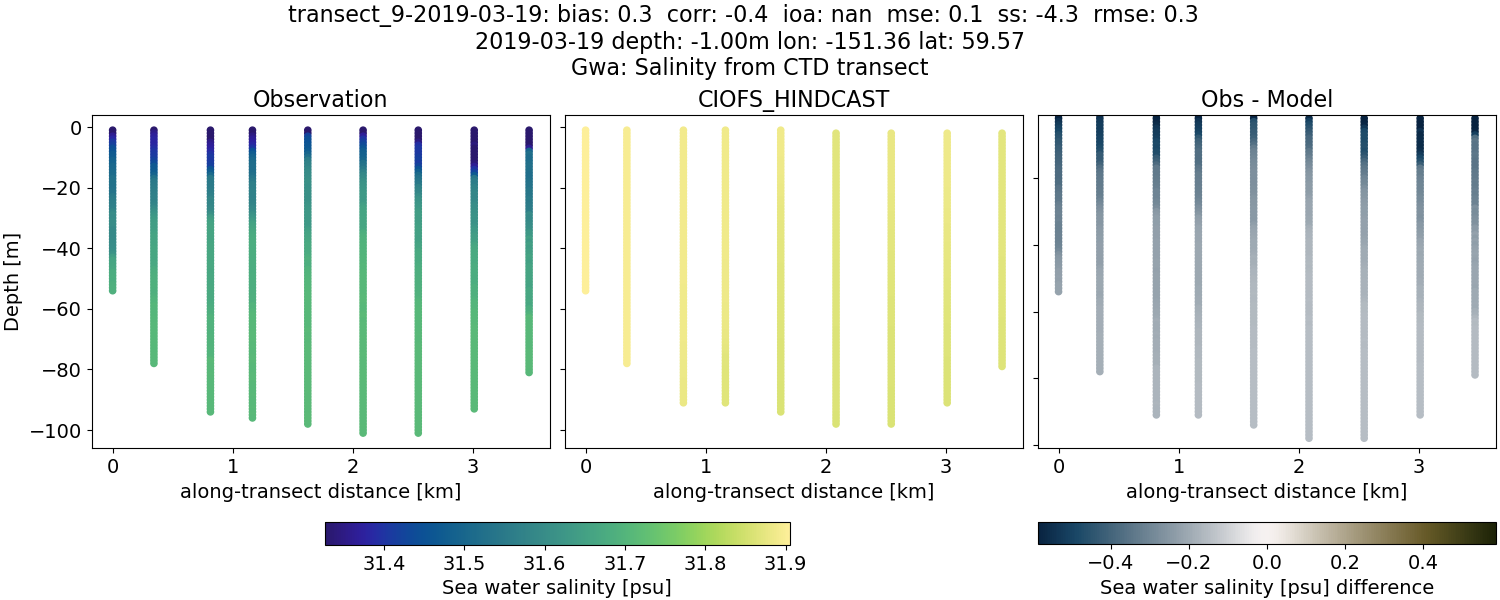 transect_9-2019-03-19: bias: 0.3  corr: -0.4  ioa: nan  mse: 0.1  ss: -4.3  rmse: 0.3
2019-03-19 depth: -1.00m lon: -151.36 lat: 59.57
Gwa: Salinity from CTD transect
Observation
CIOFS_HINDCAST
Obs - Model
Depth [m]
0
−20
−40
−60
−80
−100
0 1 2 3
0 1 2 3
0 1 2 3
along-transect distance [km]
along-transect distance [km]
along-transect distance [km]
31.4 31.5 31.6 31.7 31.8 31.9
Sea water salinity [psu]
−0.4 −0.2 0.0 0.2 0.4
Sea water salinity [psu] difference